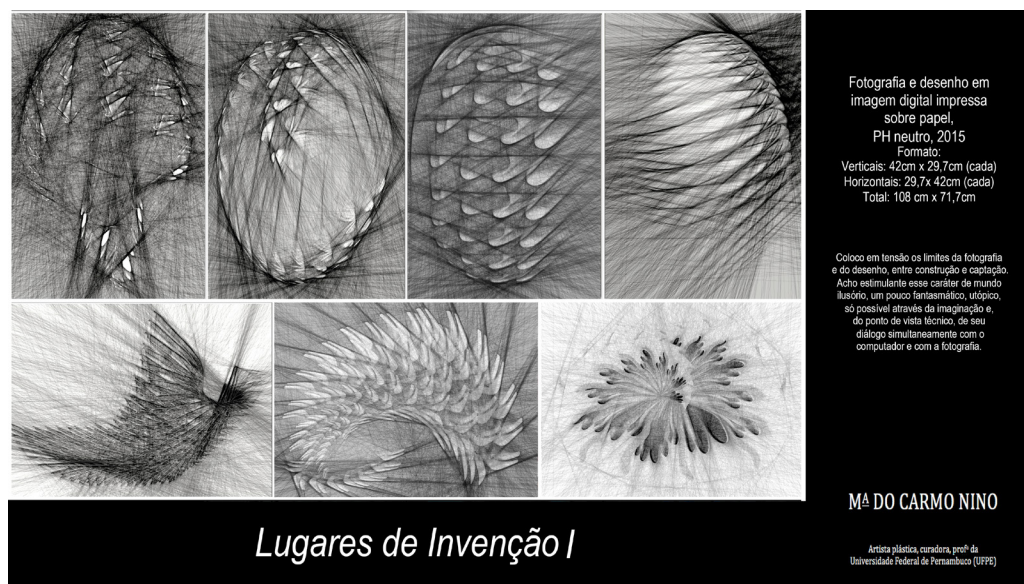 Fotografia e desenho em
imagem digital impressa
sobre papel,
PH neutro, 2015
Formato:
Verticais: 42cm x 29,7cm (cada)
Horizontais: 29,7x 42cm (cada)
Total: 108 cm x 71,7cm
Coloco em tensão os limites da fotografia
e do desenho, entre construção e captação.
Acho estimulante esse caráter de mundo
ilusório, um pouco fantasmático, utópico,
só possível através da imaginação e,
do ponto de vista técnico, de seu
diálogo simultaneamente com o
computador e com a fotografia.
Mª DO CARMO NINO
Artista plástica, curadora, profª da
Universidade Federal de Pernambuco (UFPE)
Lugares de Invenção I